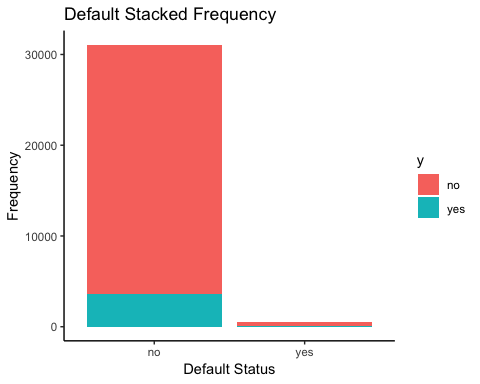 Default Stacked Frequency
Frequency
30000
20000
10000
0
no
yes
Default Status
y
no
yes